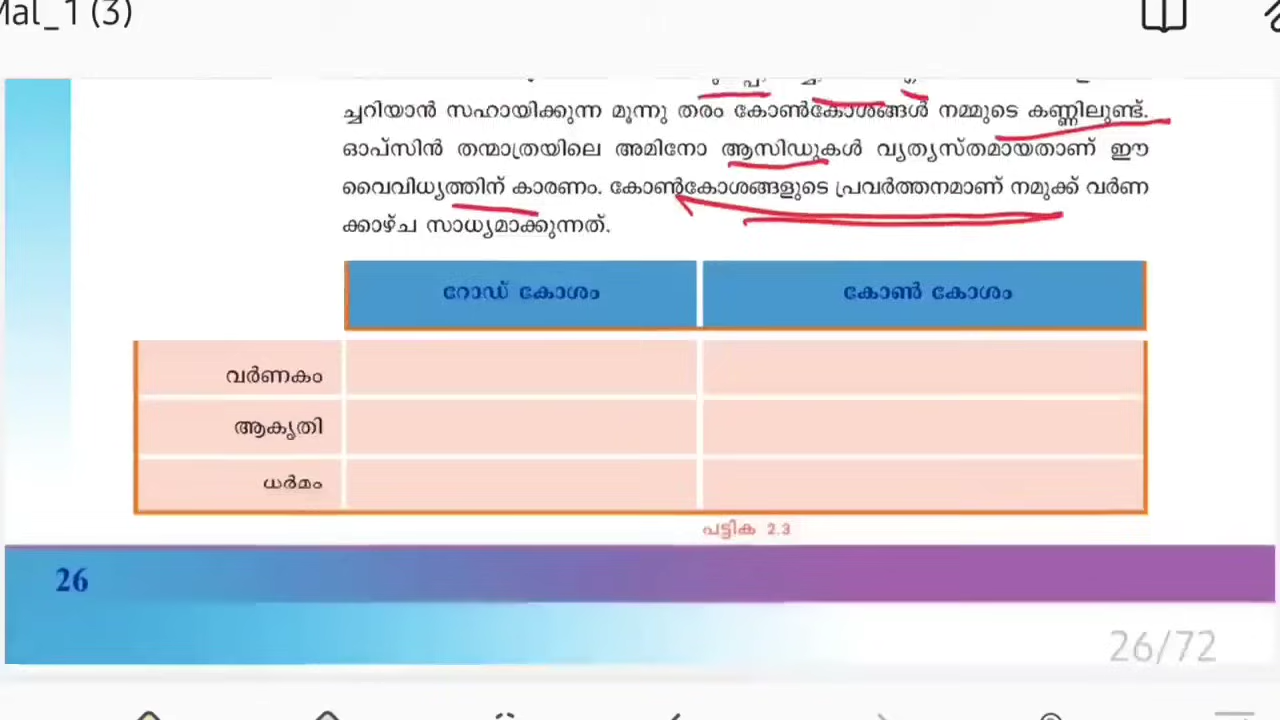 Mal_1 (3)
ച്ചറിയാൻ സഹായിക്കുന്ന മൂന്നു തരം കോൺകോശങ്ങൾ നമ്മുടെ കണ്ണിലുണ്ട്.
ഓപ്സിൻ തന്മാത്രയിലെ അമിനോ ആസിഡുകൾ വ്യത്യസ്തമായതാണ് ഈ
വൈവിധ്യത്തിന് കാരണം. കോൺകോശങ്ങളുടെ പ്രവർത്തനമാണ് നമുക്ക് വർണ
ക്കാഴ്ച സാധ്യമാക്കുന്നത്.
റോഡ് കോശം കോൺ കോശം
വർണകം
ആകൃതി
ധർമം
പട്ടിക 2.3
26
26/72